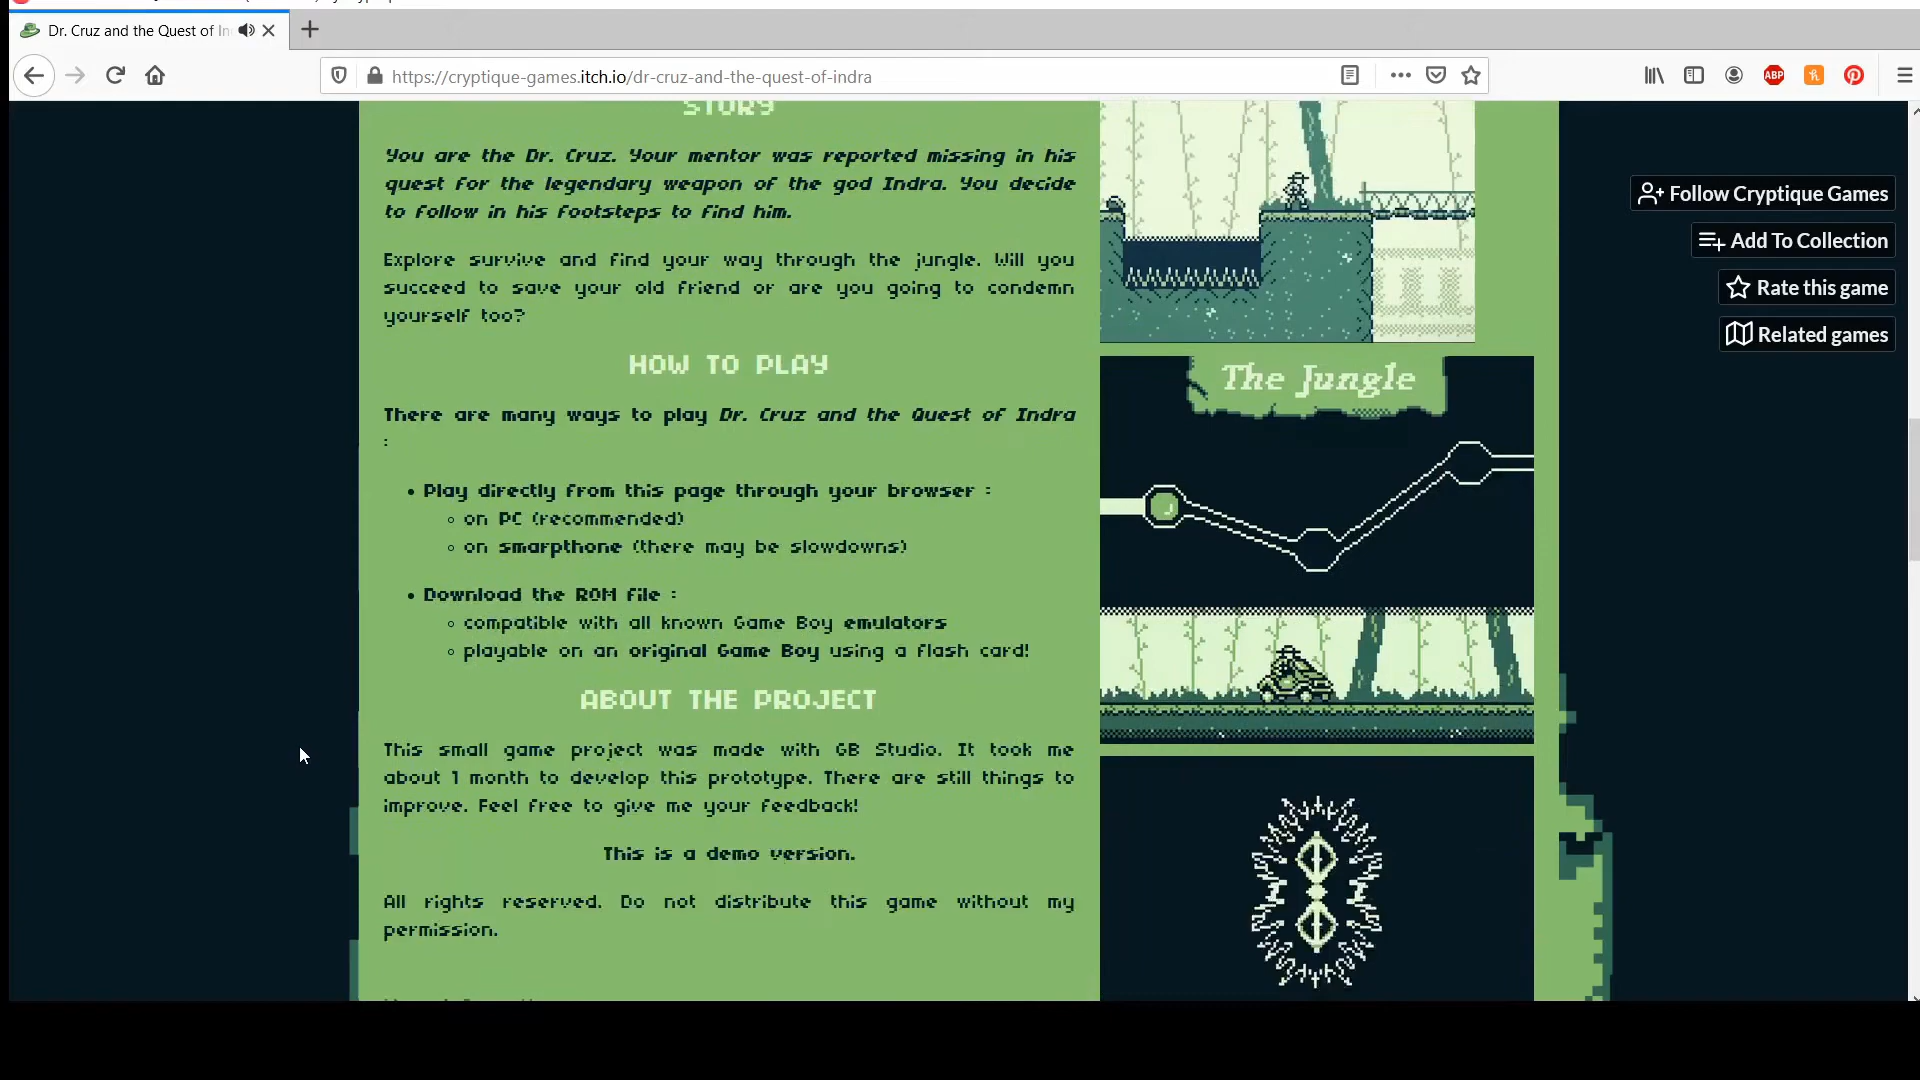 Dr. Cruz and the Quest of In
https://cryptique-games.itch.io/dr-cruz-and-the-quest-of-indra
ABP
STORY
You are the Dr. Cruz. Your mentor was reported missing in his
quest for the legendary weapon of the god Indra. You decide
to follow in his footsteps to find him.
Explore survive and find your way through the jungle. Will you
succeed to save your old friend or are you going to condemn
yourself too?
HOW TO PLAY
There are many ways to play Dr. Cruz and the Quest of Indra
:
• Play directly from this page through your browser :
◦ on PC (recommended)
◦ on smarpthone (there may be slowdowns)
• Download the ROM file :
◦ compatible with all known Game Boy emulators
◦ playable on an original Game Boy using a flash card!
ABOUT THE PROJECT
This small game project was made with GB Studio. It took me
about 1 month to develop this prototype. There are still things to
improve. Feel free to give me your feedback!
This is a demo version.
All rights reserved. Do not distribute this game without my
permission.
The Jungle
Follow Cryptique Games
Add To Collection
Rate this game
Related games